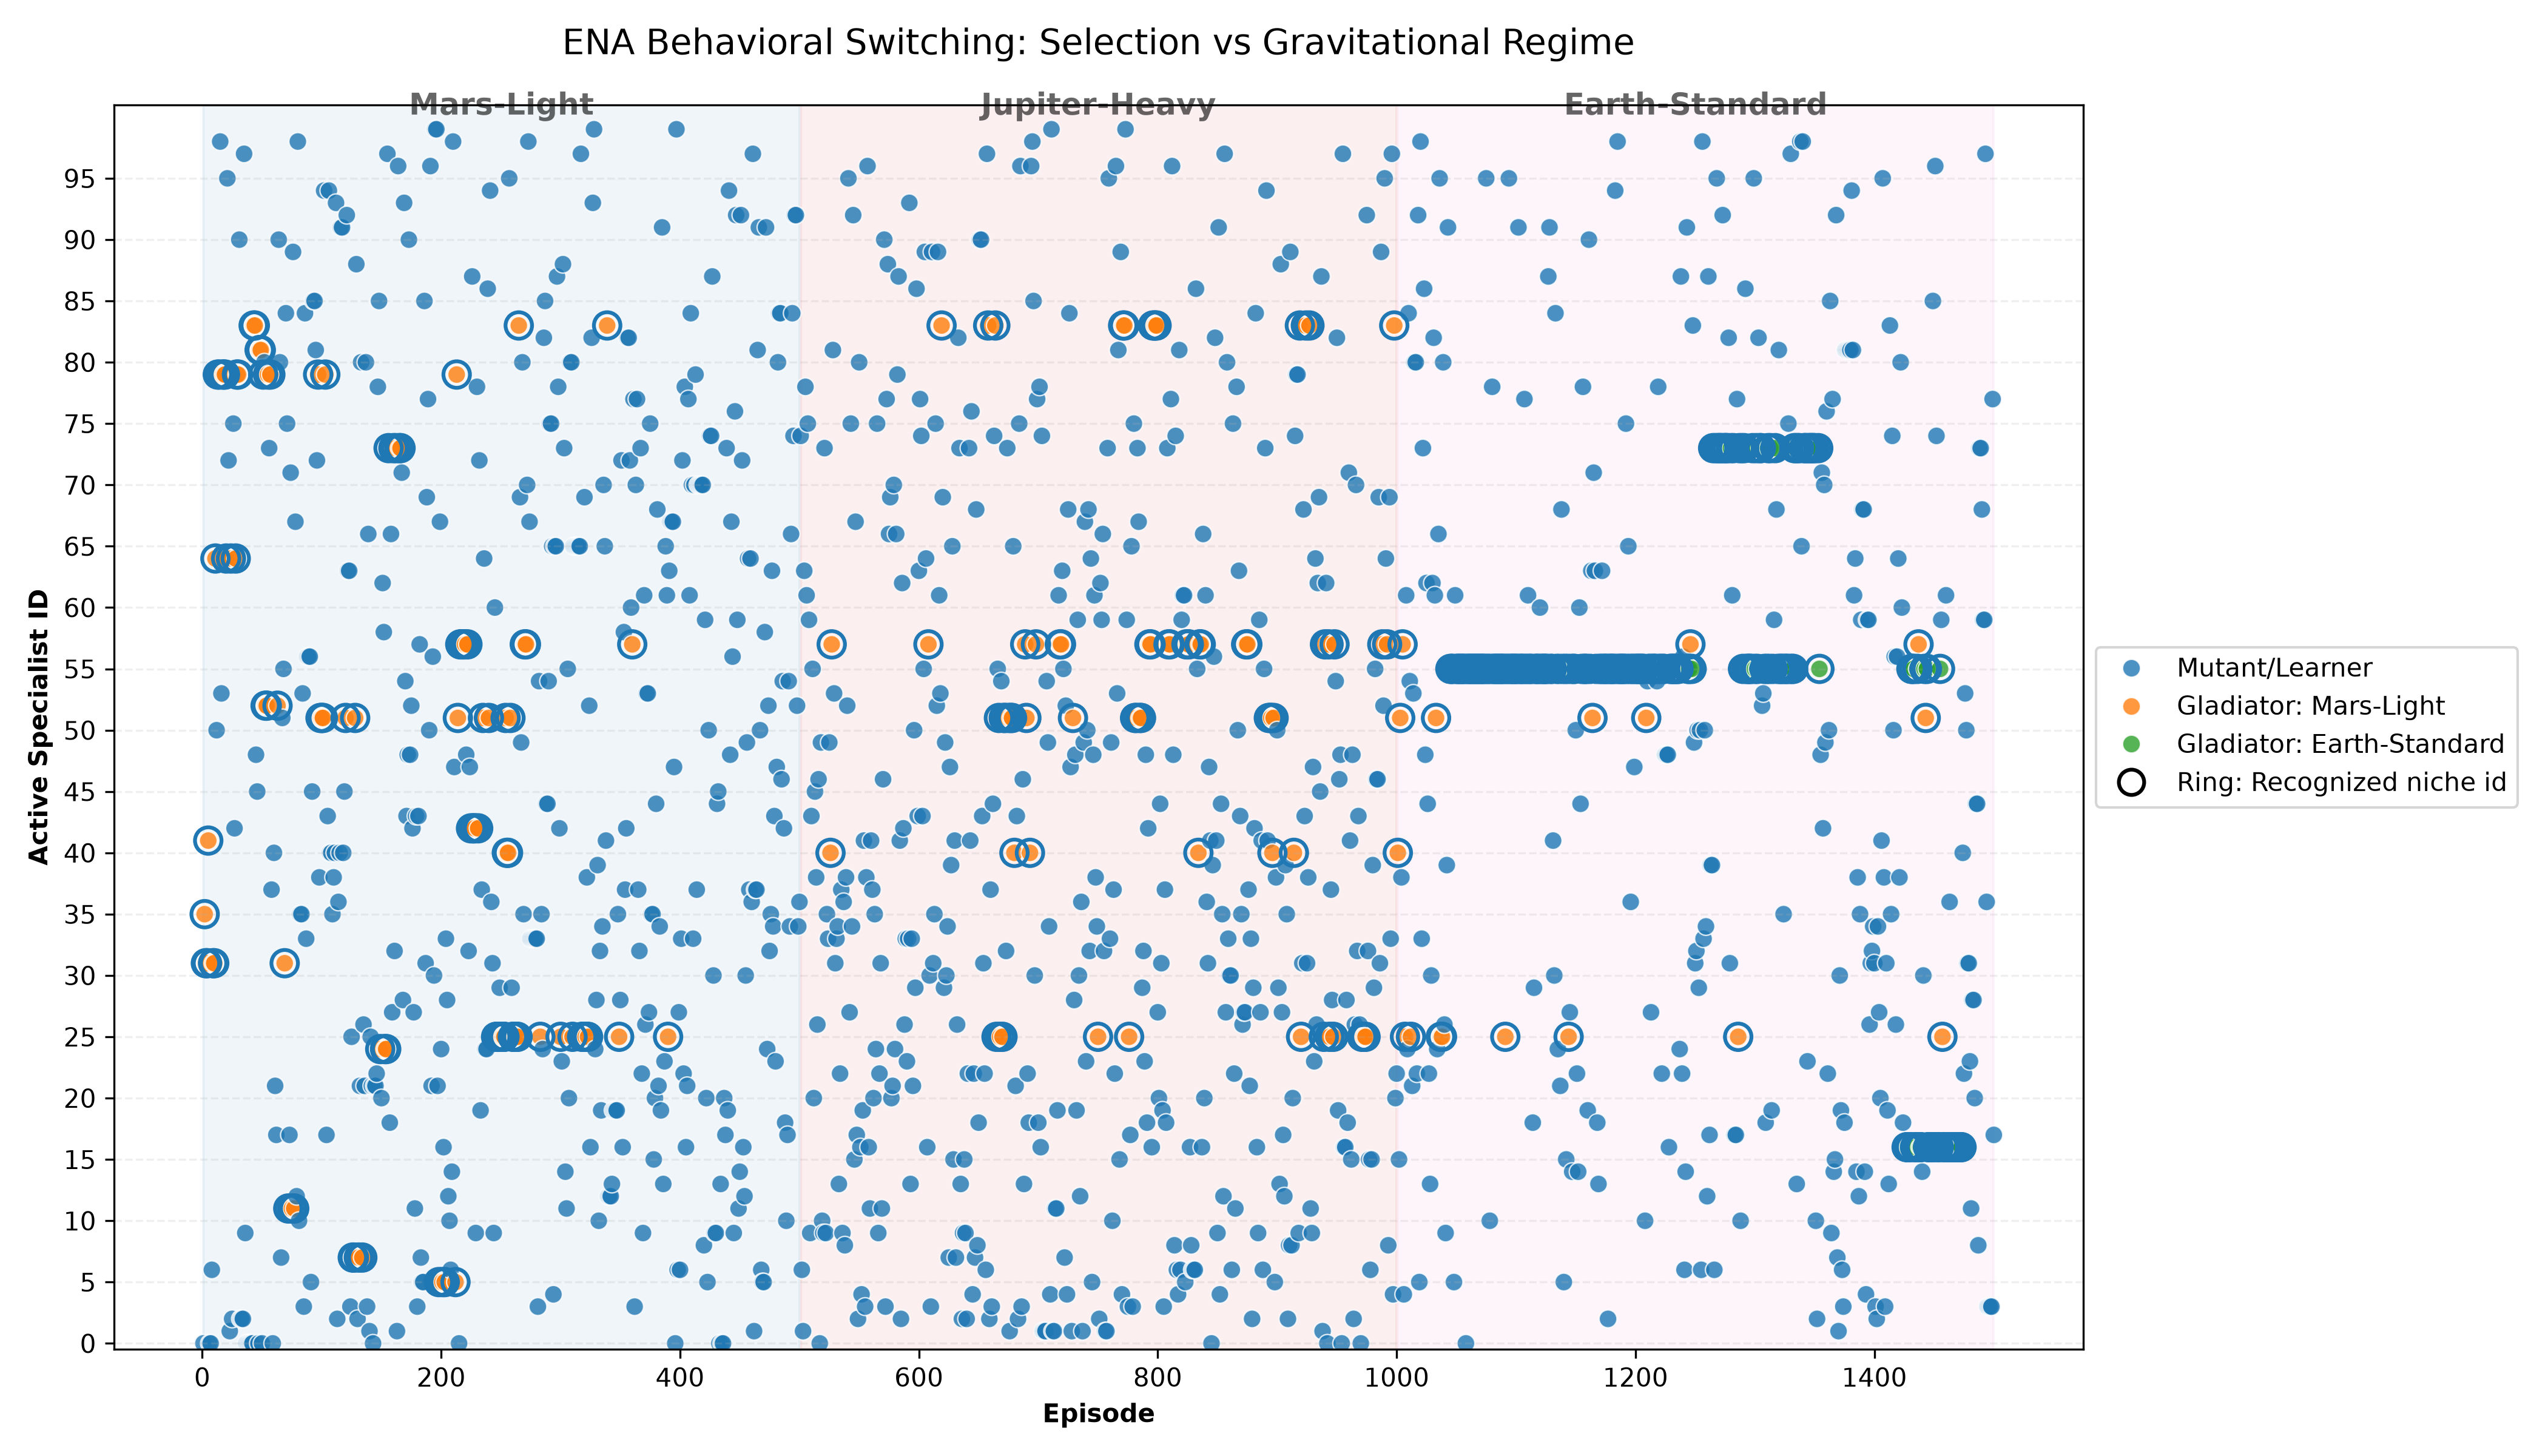 ENA Behavioral Switching: Selection vs Gravitational Regime
Mars-Light
Jupiter-Heavy
Earth-Standard
Active Specialist ID
95
90
85
80
75
70
65
60
55
50
45
40
35
30
25
20
15
10
5
0
0 200 400 600 800 1000 1200 1400
Episode
Mutant/Learner
Gladiator: Mars-Light
Gladiator: Earth-Standard
Ring: Recognized niche id